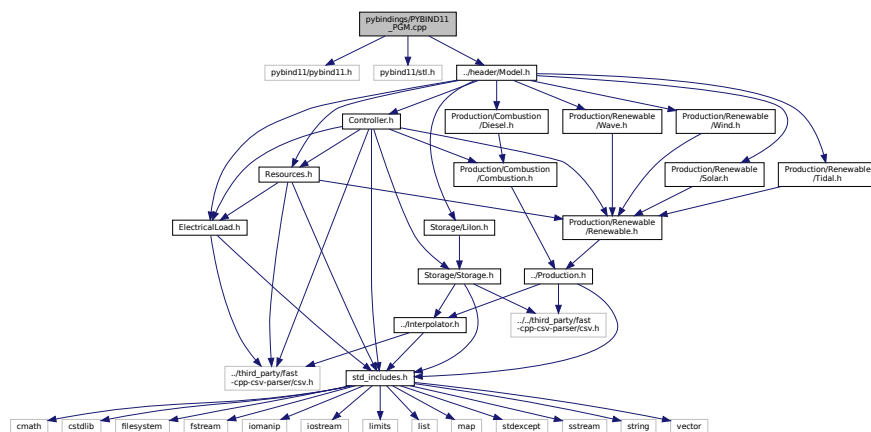 pybindings/PYBIND11
_PGM.cpp
pybind11/pybind11.h
pybind11/stl.h
../header/Model.h
Controller.h
Production/Combustion
/Diesel.h
Production/Renewable
/Wave.h
Production/Renewable
/Wind.h
Resources.h
Production/Combustion
/Combustion.h
Production/Renewable
/Solar.h
Production/Renewable
/Tidal.h
ElectricalLoad.h
Storage/LiIon.h
Production/Renewable
/Renewable.h
Storage/Storage.h
../Production.h
../Interpolator.h
../../third_party/fast
-cpp-csv-parser/csv.h
../third_party/fast
-cpp-csv-parser/csv.h
std_includes.h
cmath
cstdlib
filesystem
fstream
iomanip
iostream
limits
list
map
stdexcept
sstream
string
vector